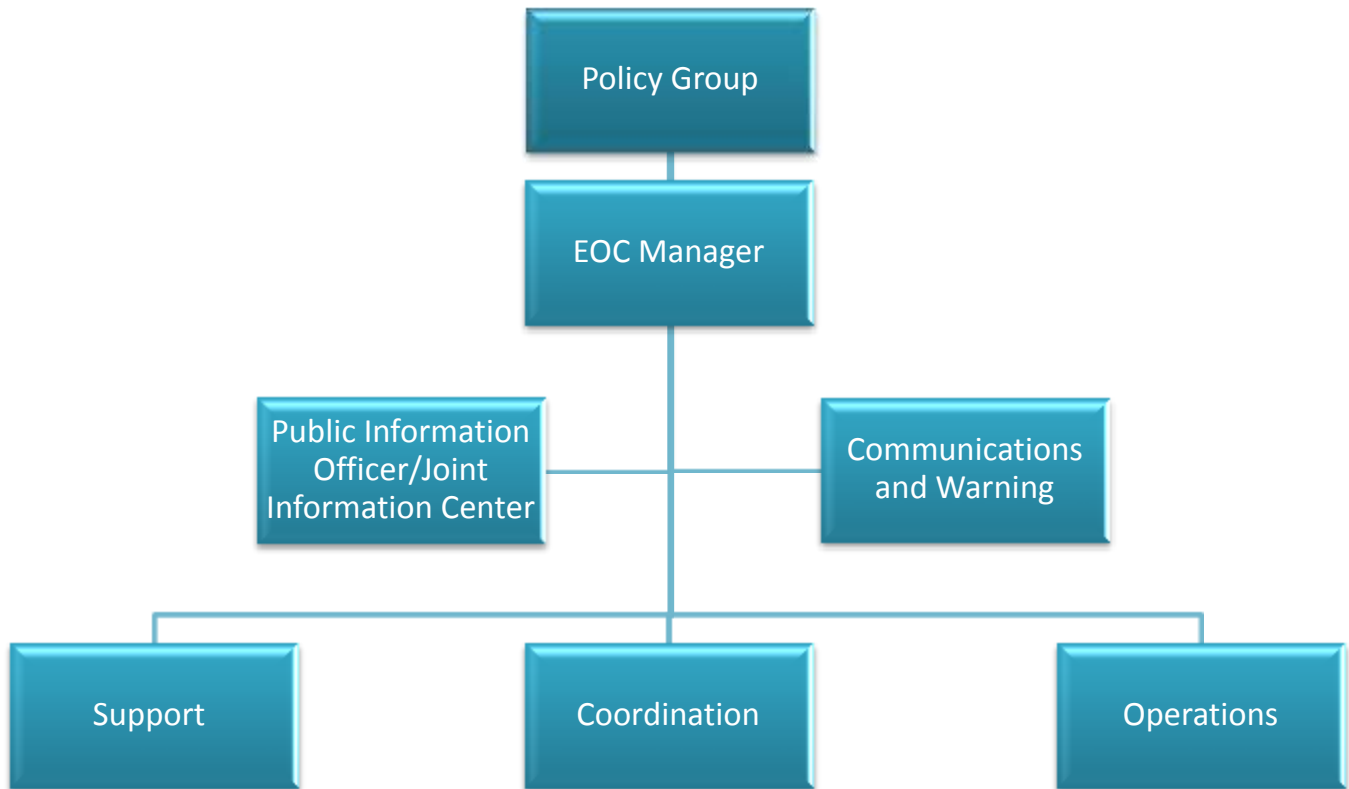 Policy Group
EOC Manager
Public Information
Officer/Joint
Information Center
Communications
and Warning
Support
Coordination
Operations